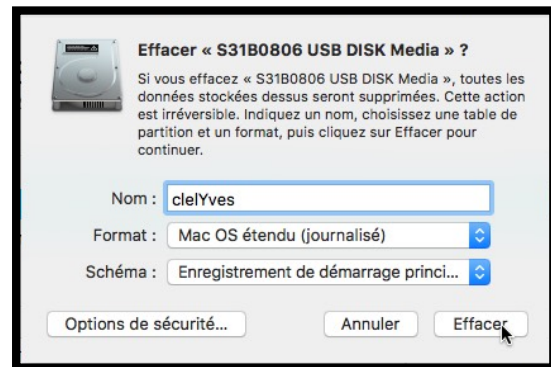 Effacer « S31B0806 USB DISK Media » ?
Si vous effacez « S31B0806 USB DISK Media », toutes les
données stockées dessus seront supprimées. Cette action
est irréversible. Indiquez un nom, choisissez une table de
partition et un format, puis cliquez sur Effacer pour
continuer.
Nom : clelYves
Format : Mac OS étendu (journalisé)
Schéma : Enregistrement de démarrage princi...
Options de sécurité... Annuler Effacer